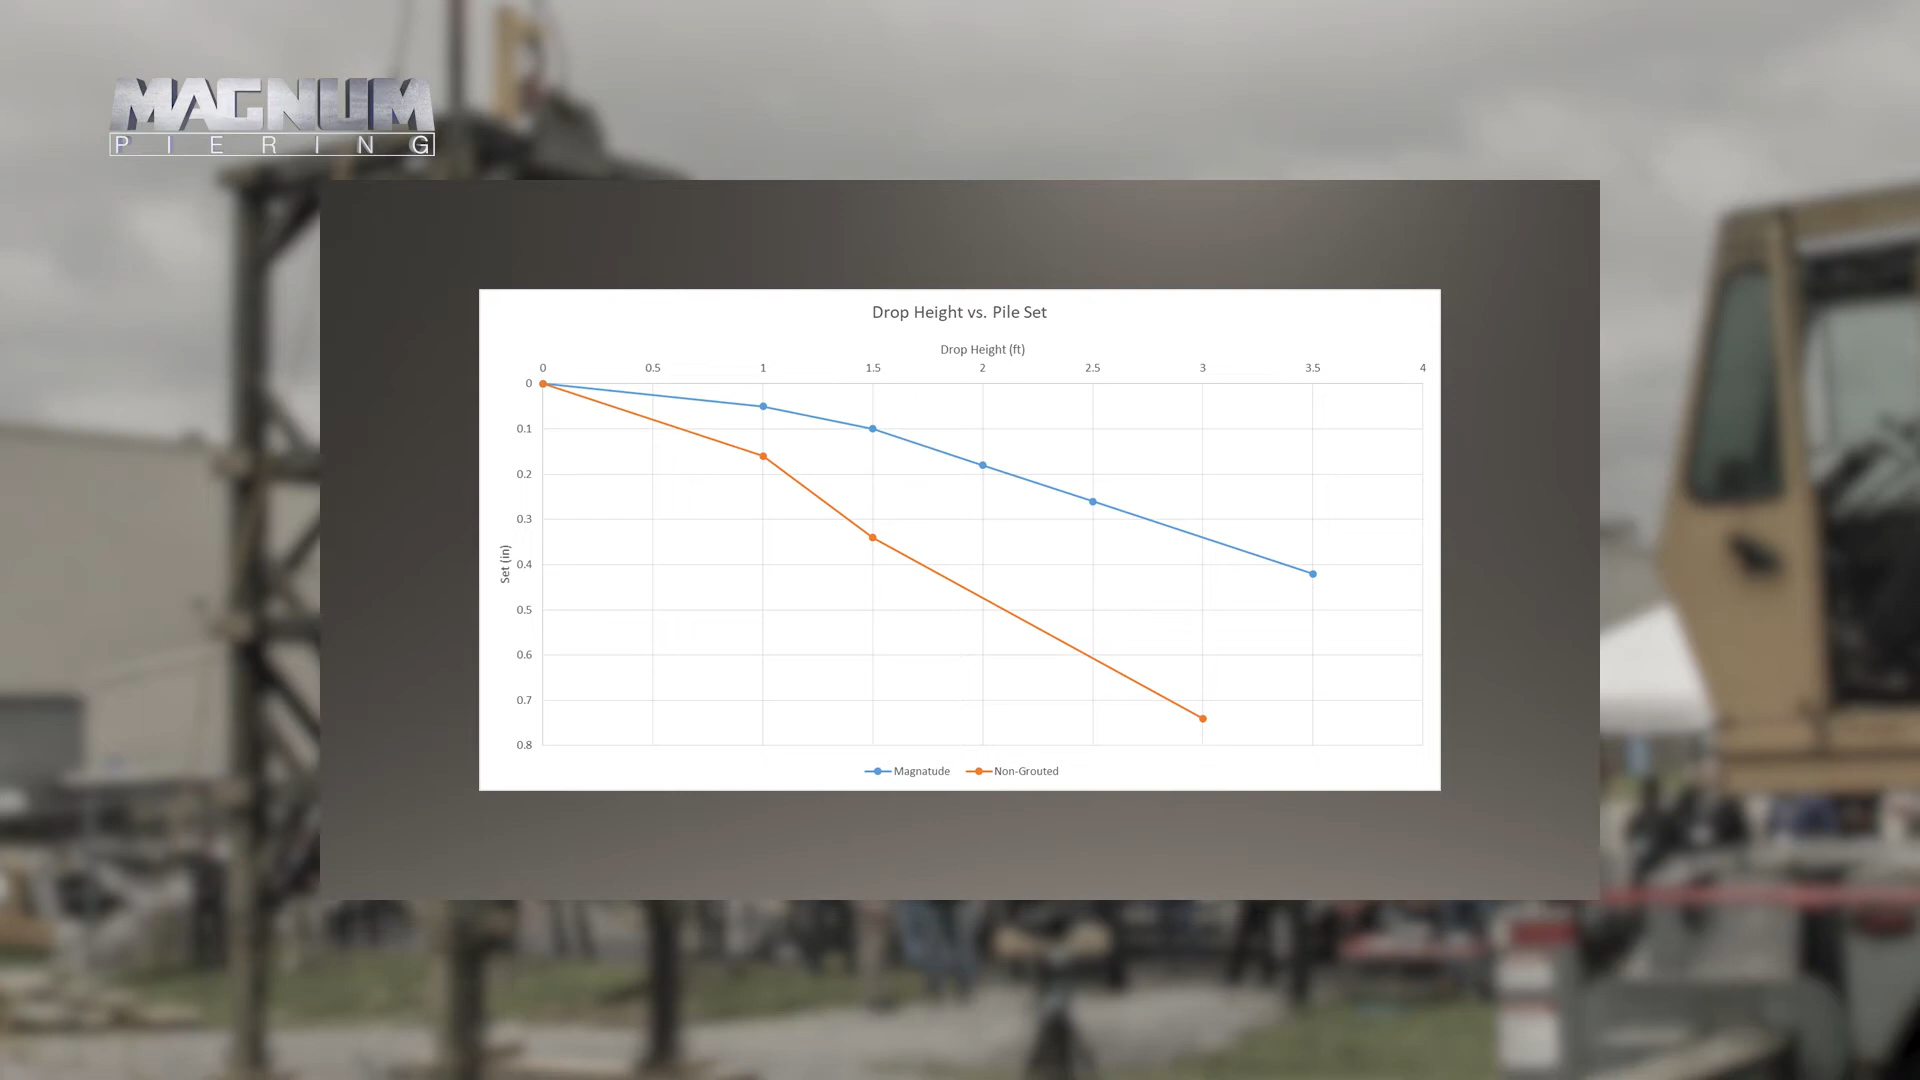 MAGNUM
PIERING
Drop Height vs. Pile Set
Drop Height (ft)
0 0.5 1 1.5 2 2.5 3 3.5 4
0
0.1
0.2
0.3
0.4
0.5
0.6
0.7
0.8
Set (in)
Magnatude Non-Grouted